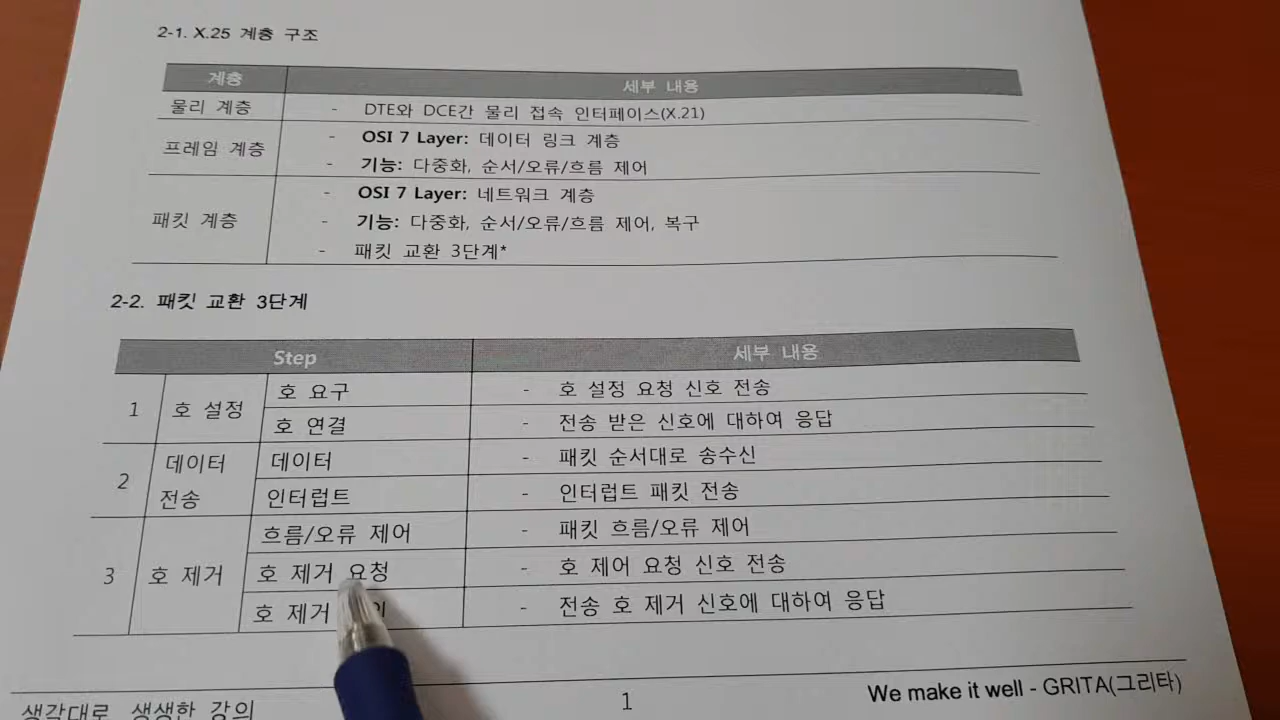 2-1. X.25 계층 구조
계층 세부 내용
물리 계층 - DTE와 DCE간 물리 접속 인터페이스(X.21)
프레임 계층 - OSI 7 Layer: 데이터 링크 계층
- 기능: 다중화, 순서/오류/흐름 제어
패킷 계층 - OSI 7 Layer: 네트워크 계층
- 기능: 다중화, 순서/오류/흐름 제어, 복구
- 패킷 교환 3단계*
2-2. 패킷 교환 3단계
Step 세부 내용
1 호 설정 호 요구 - 호 설정 요청 신호 전송
호 연결 - 전송 받은 신호에 대하여 응답
2 데이터 전송 데이터 - 패킷 순서대로 송수신
인터럽트 - 인터럽트 패킷 전송
3 호 제거 흐름/오류 제어 - 패킷 흐름/오류 제어
호 제거 요청 - 호 제어 요청 신호 전송
호 제거 - 전송 호 제거 신호에 대하여 응답
생각대로 생생한 강의 1 We make it well - GRITA(그리타)